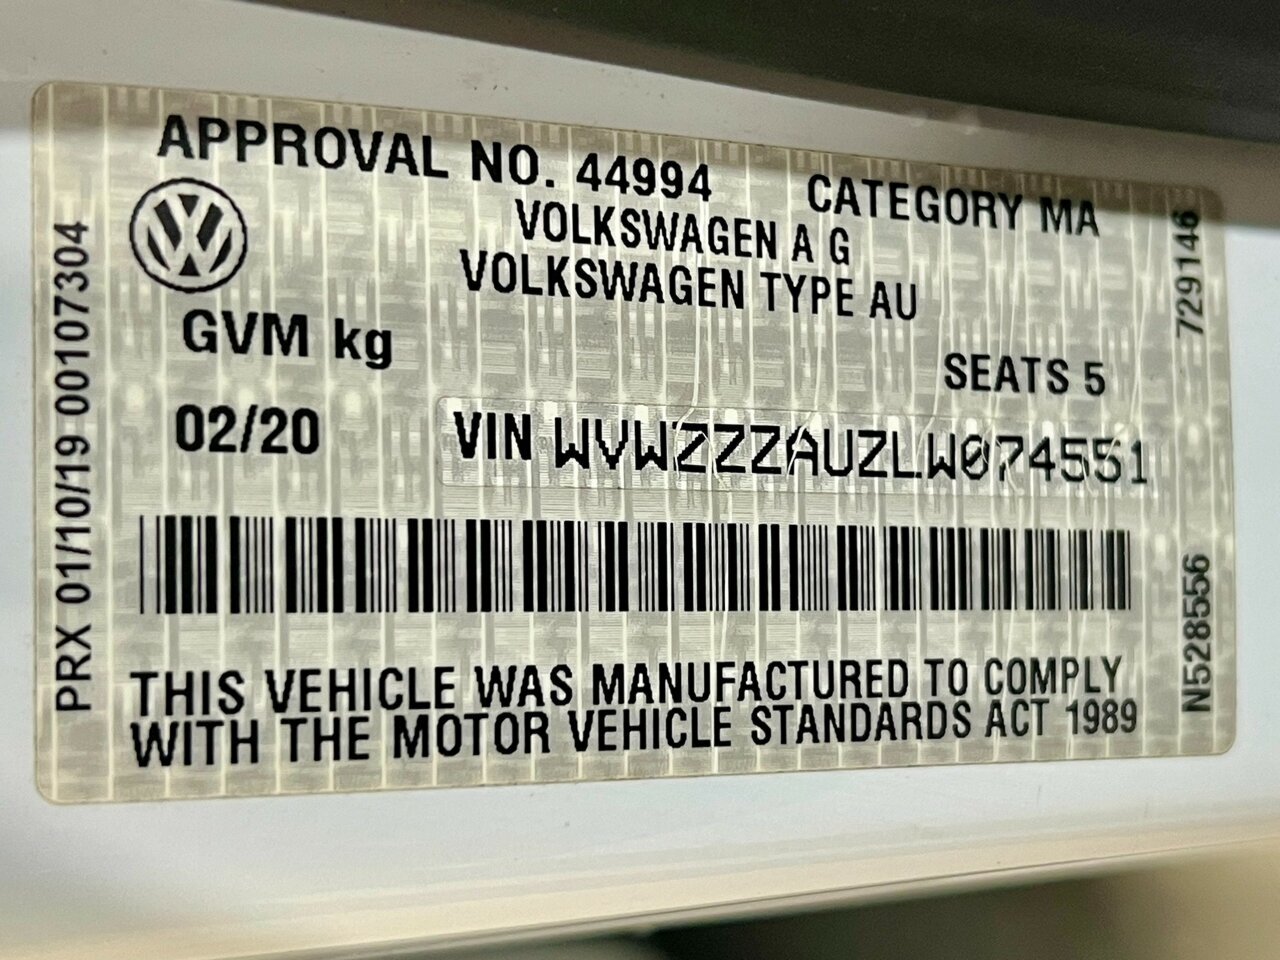 APPROVAL NO. 44994 CATEGORY MA
VOLKSWAGEN A G
VOLKSWAGEN TYPE AU
GVM kg
SEATS 5
02/20
VIN WVWZZZAUZLW074551
THIS VEHICLE WAS MANUFACTURED TO COMPLY
WITH THE MOTOR VEHICLE STANDARDS ACT 1989
PRX 01/10/19 00107304
7291146
N528556